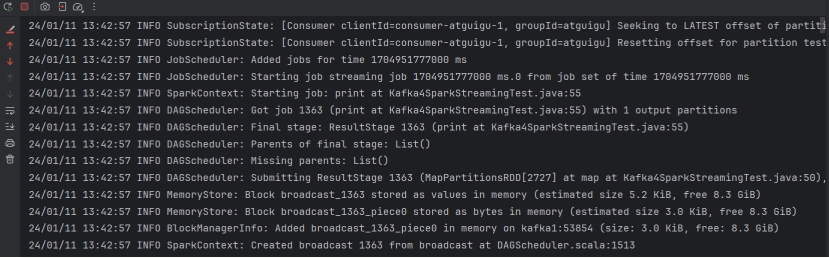 24/01/11 13:42:57 INFO SubscriptionState: [Consumer clientId=consumer-atguigu-1, groupId=atguigu] Seeking to LATEST offset of partiti
24/01/11 13:42:57 INFO SubscriptionState: [Consumer clientId=consumer-atguigu-1, groupId=atguigu] Resetting offset for partition test
24/01/11 13:42:57 INFO JobScheduler: Added jobs for time 1704951777000 ms
24/01/11 13:42:57 INFO JobScheduler: Starting job streaming job 1704951777000 ms.0 from job set of time 1704951777000 ms
24/01/11 13:42:57 INFO SparkContext: Starting job: print at Kafka4SparkStreamingTest.java:55
24/01/11 13:42:57 INFO DAGScheduler: Got job 1363 (print at Kafka4SparkStreamingTest.java:55) with 1 output partitions
24/01/11 13:42:57 INFO DAGScheduler: Final stage: ResultStage 1363 (print at Kafka4SparkStreamingTest.java:55)
24/01/11 13:42:57 INFO DAGScheduler: Parents of final stage: List()
24/01/11 13:42:57 INFO DAGScheduler: Missing parents: List()
24/01/11 13:42:57 INFO DAGScheduler: Submitting ResultStage 1363 (MapPartitionsRDD[2727] at map at Kafka4SparkStreamingTest.java:50),
24/01/11 13:42:57 INFO MemoryStore: Block broadcast_1363 stored as values in memory (estimated size 5.2 KiB, free 8.3 GiB)
24/01/11 13:42:57 INFO MemoryStore: Block broadcast_1363_piece0 stored as bytes in memory (estimated size 3.0 KiB, free 8.3 GiB)
24/01/11 13:42:57 INFO BlockManagerInfo: Added broadcast_1363_piece0 in memory on kafka1:53854 (size: 3.0 KiB, free: 8.3 GiB)
24/01/11 13:42:57 INFO SparkContext: Created broadcast 1363 from broadcast at DAGScheduler.scala:1513